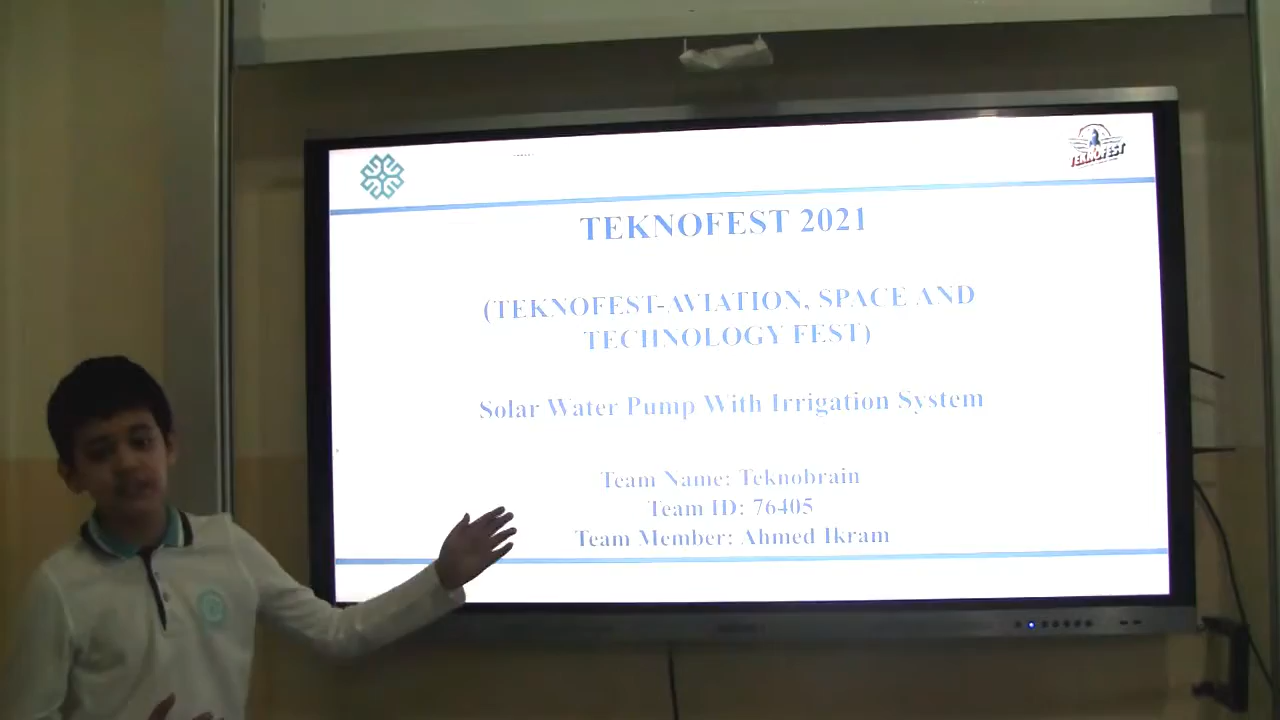 TEKNOFEST
TEKNOFEST 2021
(TEKNOFEST-AVIATION, SPACE AND
TECHNOLOGY FEST)
Solar Water Pump With Irrigation System
Team Name: Teknobrain
Team ID: 76405
Team Member: Ahmed Ikram